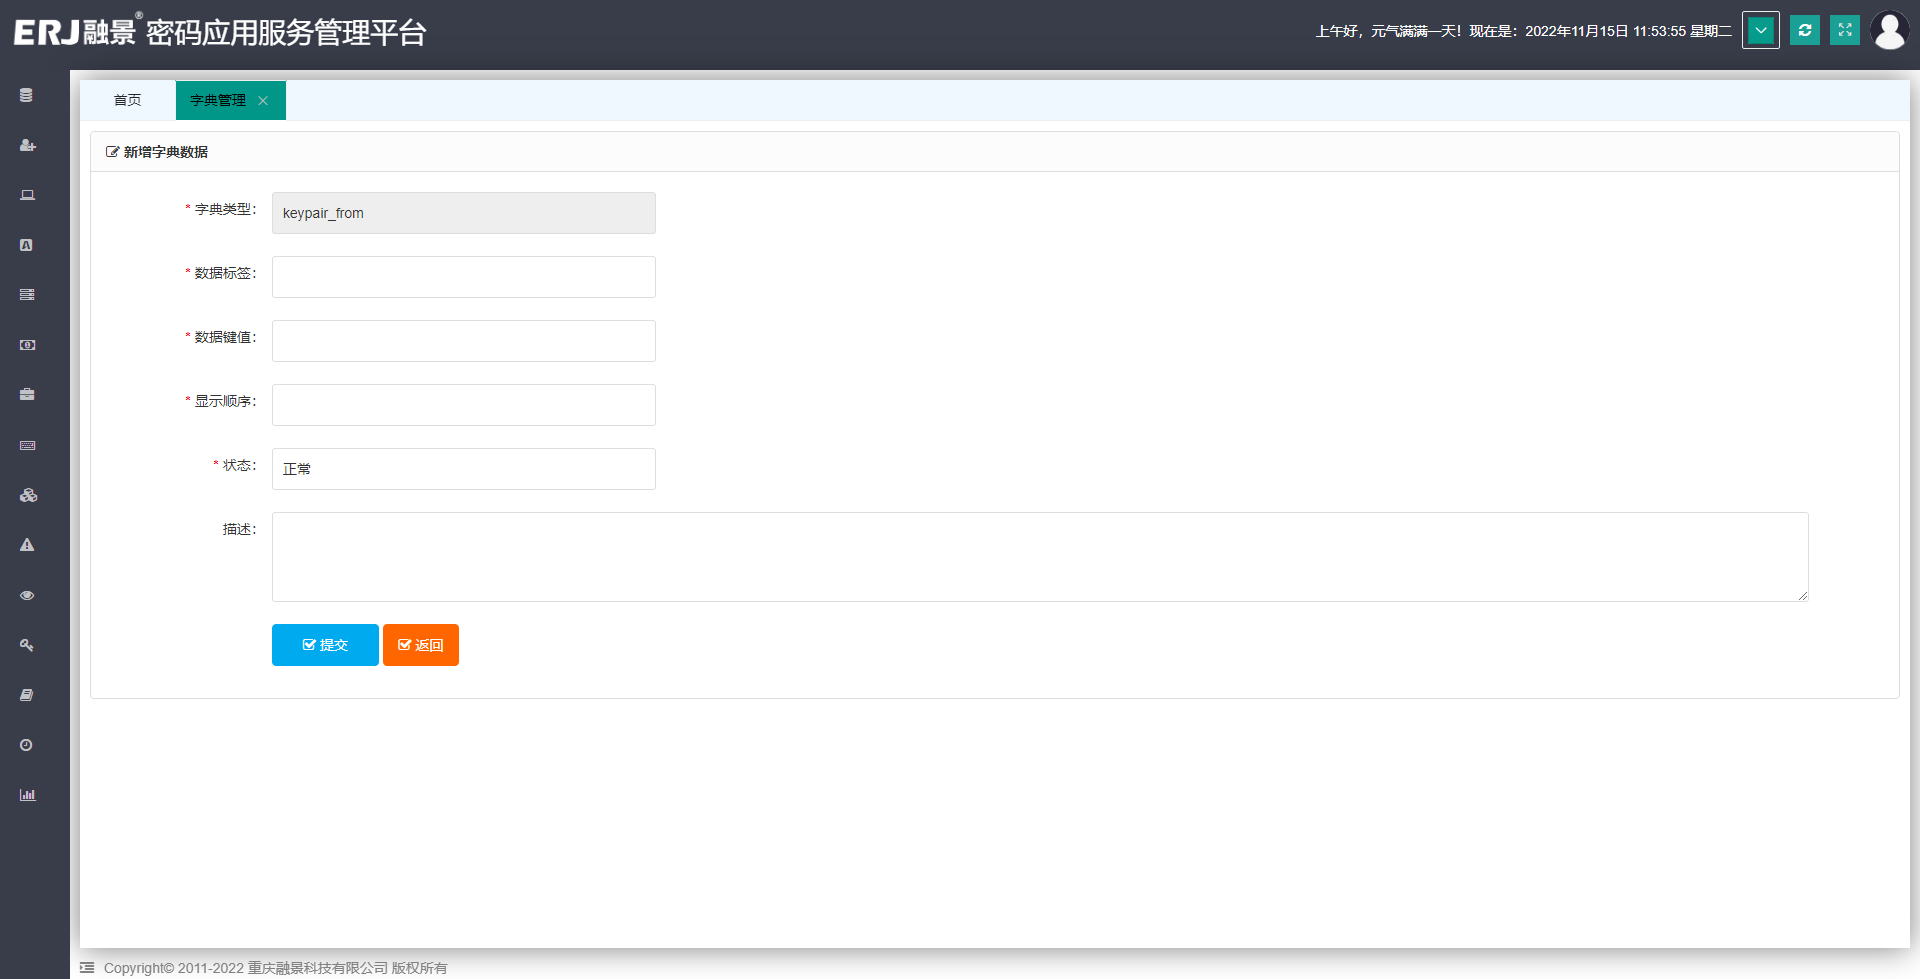 ERJ融景® 密码应用服务管理平台
上午好，元气满满一天！现在是：2022年11月15日 11:53:55 星期二
首页
字典管理
新增字典数据
* 字典类型：
keypair_from
* 数据标签：
* 数据键值：
* 显示顺序：
* 状态：
正常
描述：
提交
返回
Copyright© 2011-2022 重庆融景科技有限公司 版权所有